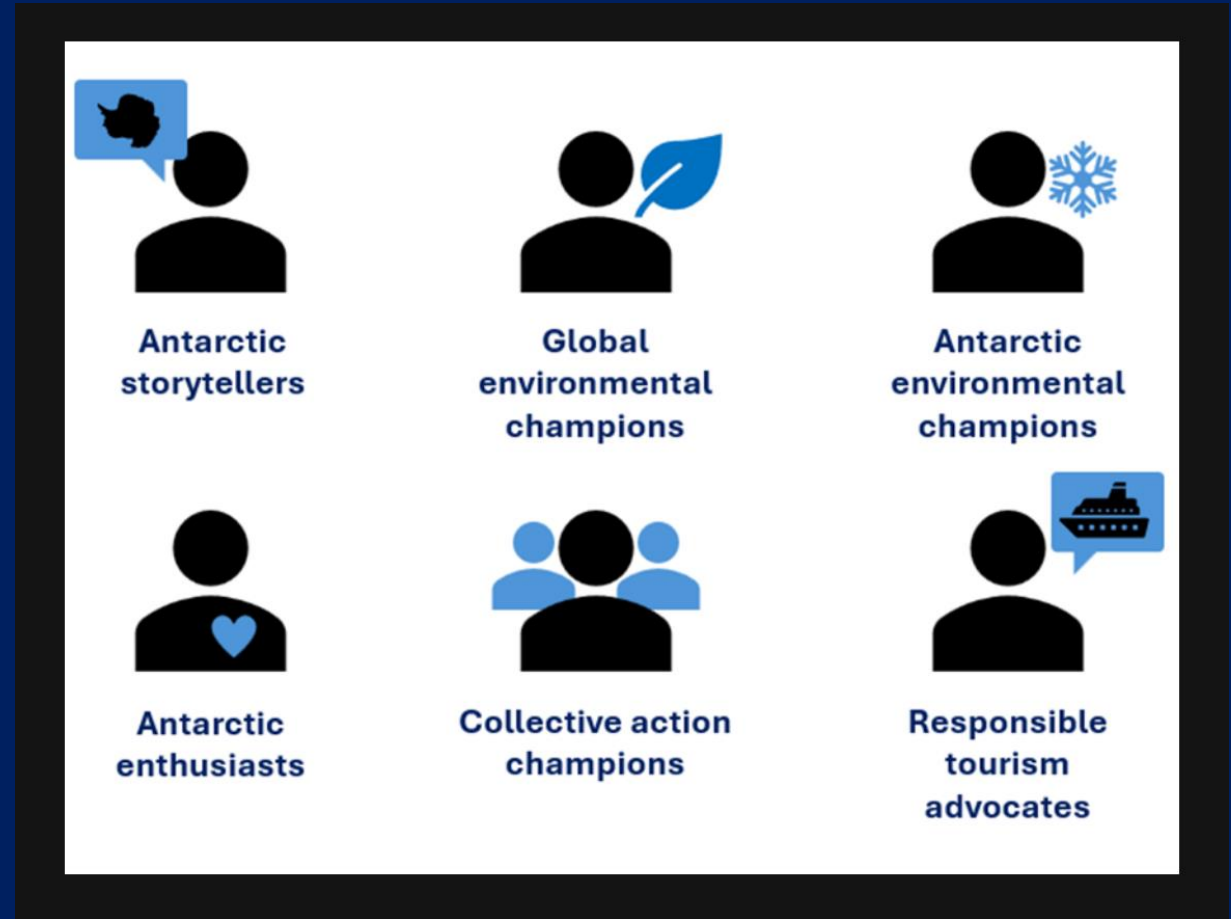 Antarctic
storytellers
Global
environmental
champions
Antarctic
environmental
champions
Antarctic
enthusiasts
Collective action
champions
Responsible
tourism
advocates